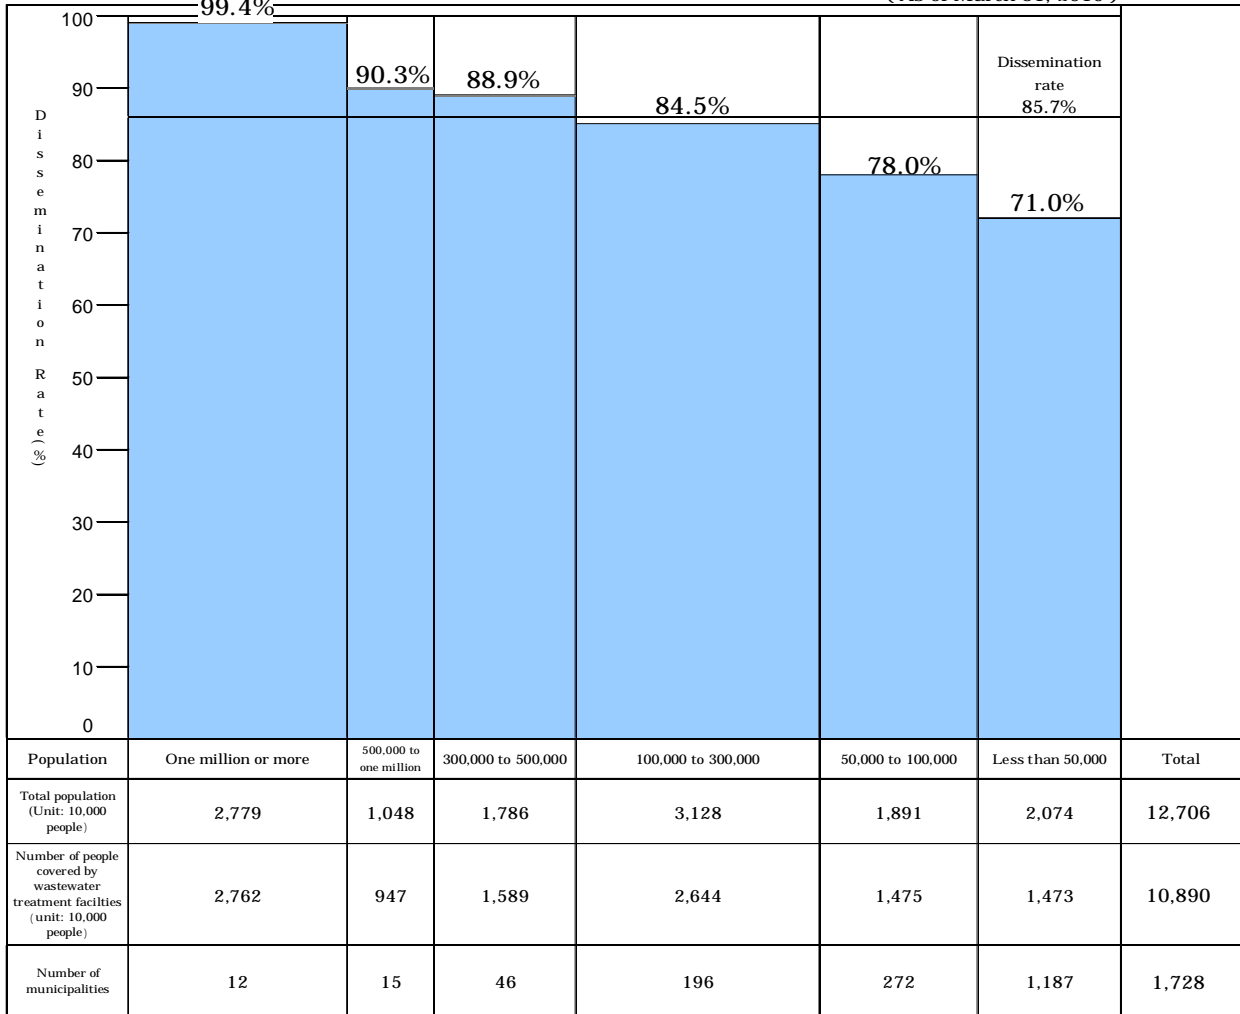 99.4%
100
90.3%
88.9%
Dissemination
rate
85.7%
90
84.5%
Dissemination Rate(%)
80
78.0%
71.0%
70
60
50
40
30
20
10
0
Population One million or more 500,000 to one million 300,000 to 500,000 100,000 to 300,000 50,000 to 100,000 Less than 50,000 Total
Total population
(Unit: 10,000
people)
2,779 1,048 1,786 3,128 1,891 2,074 12,706
Number of people
covered by
wastewater
treatment facilties
(unit: 10,000
people)
2,762 947 1,589 2,644 1,475 1,473 10,890
Number of
municipalities
12 15 46 196 272 1,187 1,728